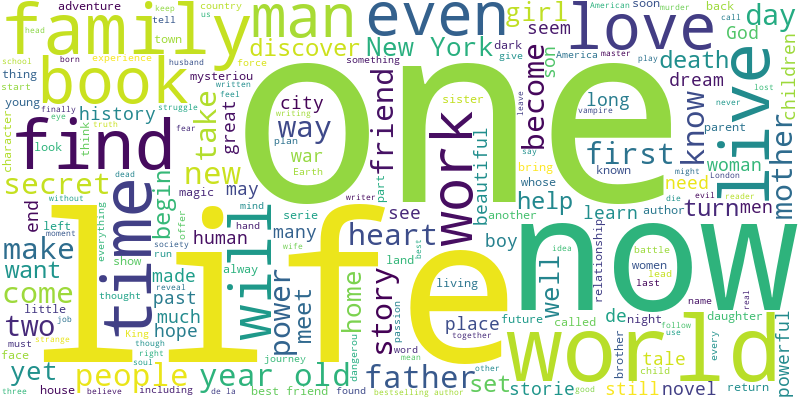 adventure
keep
country
us
American
soon
murder
back
tell
call
girl
day
family
man
even
love
seem
God
town
discover
New York
dark
America
master
play
head
school
born
experience
husband
force
something
give
son
death
children
thing
start
book
mysteriou
written
feel
finally
struggle
young
history
take
great
city
sister
writing
leave
vampire
become
long
dream
never
lost
eye
truth
fear
plan
way
one
find
look
think
character
friend
work
say
first
know
parent
live
mother
war
Earth
beautiful
whose
known
might
London
woman
secret
new
magic
writer
part
bring
need
die
evil
reader
end
time
begin
dead
without
may
mind
serie
see
another
help
learn
author
turn
men
left
moment
everything
offer
hand
human
many
heart
boy
relationship
idea
battle
make
want
show
society
run
wife
land
best
will
life
now
well
women
lead
last
come
made
past
alway
reveal
thought
power
meet
home
story
living
passion
future
called
de
night
name
real
little
two
job
must
King
though
much
hope
place
together
world
daughter
follow
use
every
powerful
face
strange
yet
right
soul
journey
dangerou
word
people
year old
father
set
other
storie
brother
tale
child
still
novel
return
three
house
believe
including
de la
best friend
found
bestselling author
good